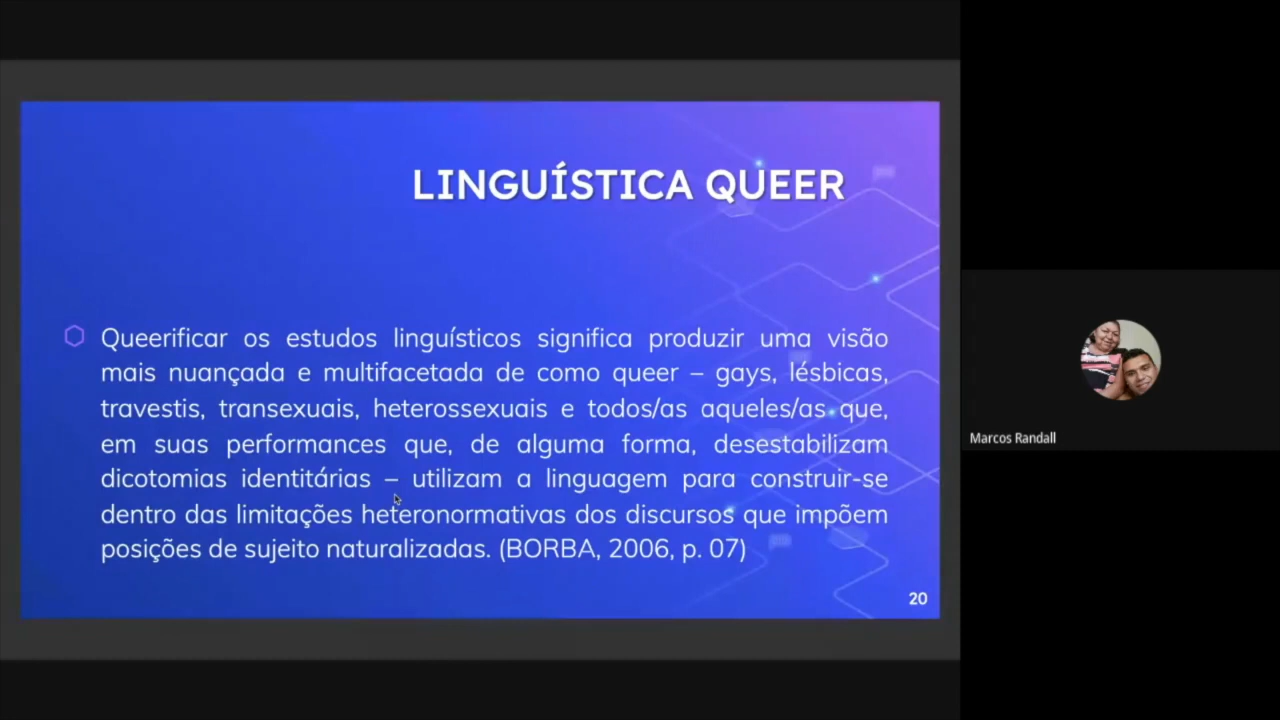 LINGUÍSTICA QUEER
Queerificar os estudos linguísticos significa produzir uma visão
mais nuançada e multifacetada de como queer – gays, lésbicas,
travestis, transexuais, heterossexuais e todos/as aqueles/as que,
em suas performances que, de alguma forma, desestabilizam
dicotomias identitárias – utilizam a linguagem para construir-se
dentro das limitações heteronormativas dos discursos que impõem
posições de sujeito naturalizadas. (BORBA, 2006, p. 07)
20
Marcos Randall